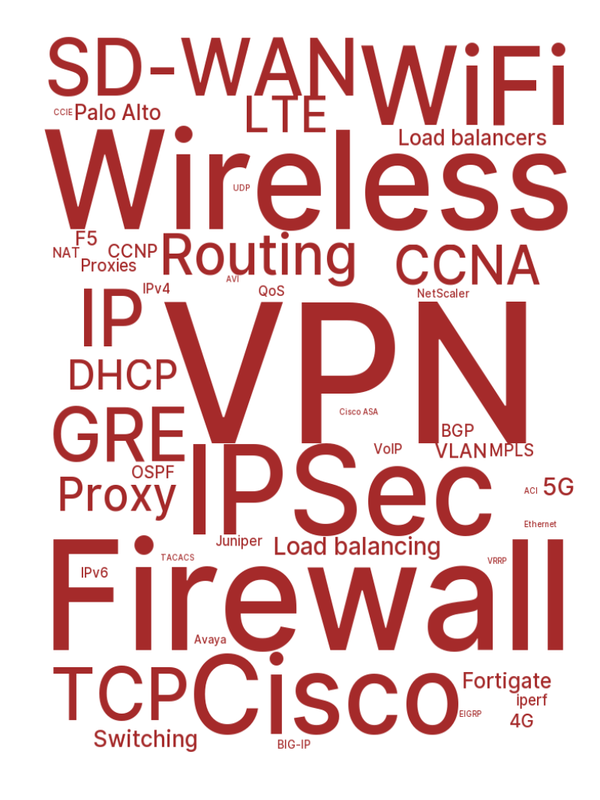 SD-WAN
WiFi
CCIE
Palo Alto
LTE
Load balancers
Wireless
UDP
F5
NAT
CCNP
Proxies
Routing
CCNA
AVI
IPv4
QoS
NetScaler
IP
VPN
DHCP
Cisco ASA
GRE
BGP
VLAN
MPLS
VoIP
OSPF
IPSec
Proxy
ACI
5G
Ethernet
Juniper
Load balancing
TACACS
VRRP
IPv6
Firewall
Avaya
TCP
Cisco
Fortigate
iperf
EIGRP
4G
Switching
BIG-IP